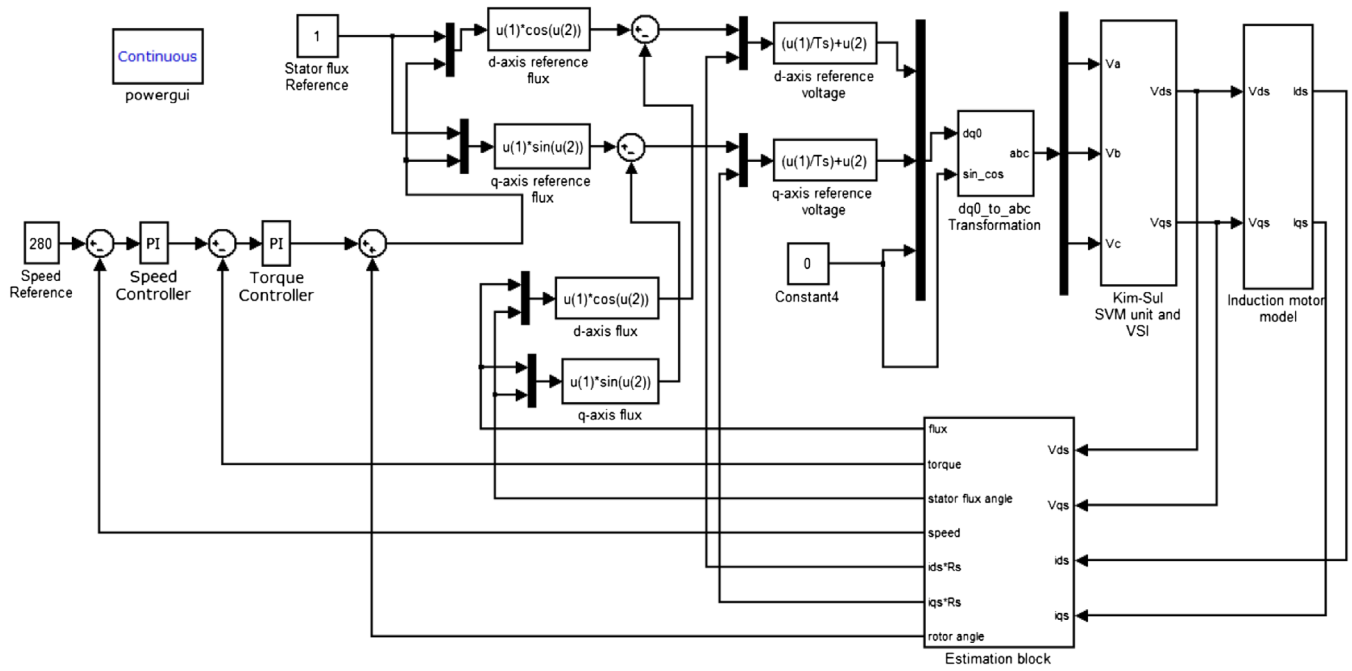 Continuous
powergui
1
Stator flux
Reference
u(1)*cos(u(2))
d-axis reference
flux
(u(1)/Ts)+u(2)
d-axis reference
voltage
u(1)*sin(u(2))
q-axis reference
flux
(u(1)/Ts)+u(2)
q-axis reference
voltage
dq0
sin_cos
abc
dq0_to_abc
Transformation
Va
Vb
Vc
Vds
Vqs
Kim-Sul
SVM unit and
VSI
Vds
Vqs
Ids
Iqs
Induction motor
model
280
Speed
Reference
PI
Speed
Controller
PI
Torque
Controller
0
Constant4
u(1)*cos(u(2))
d-axis flux
u(1)*sin(u(2))
q-axis flux
flux
torque
stator flux angle
speed
ids*Rs
iqs*Rs
rotor angle
Vds
Vqs
ids
iqs
Estimation block